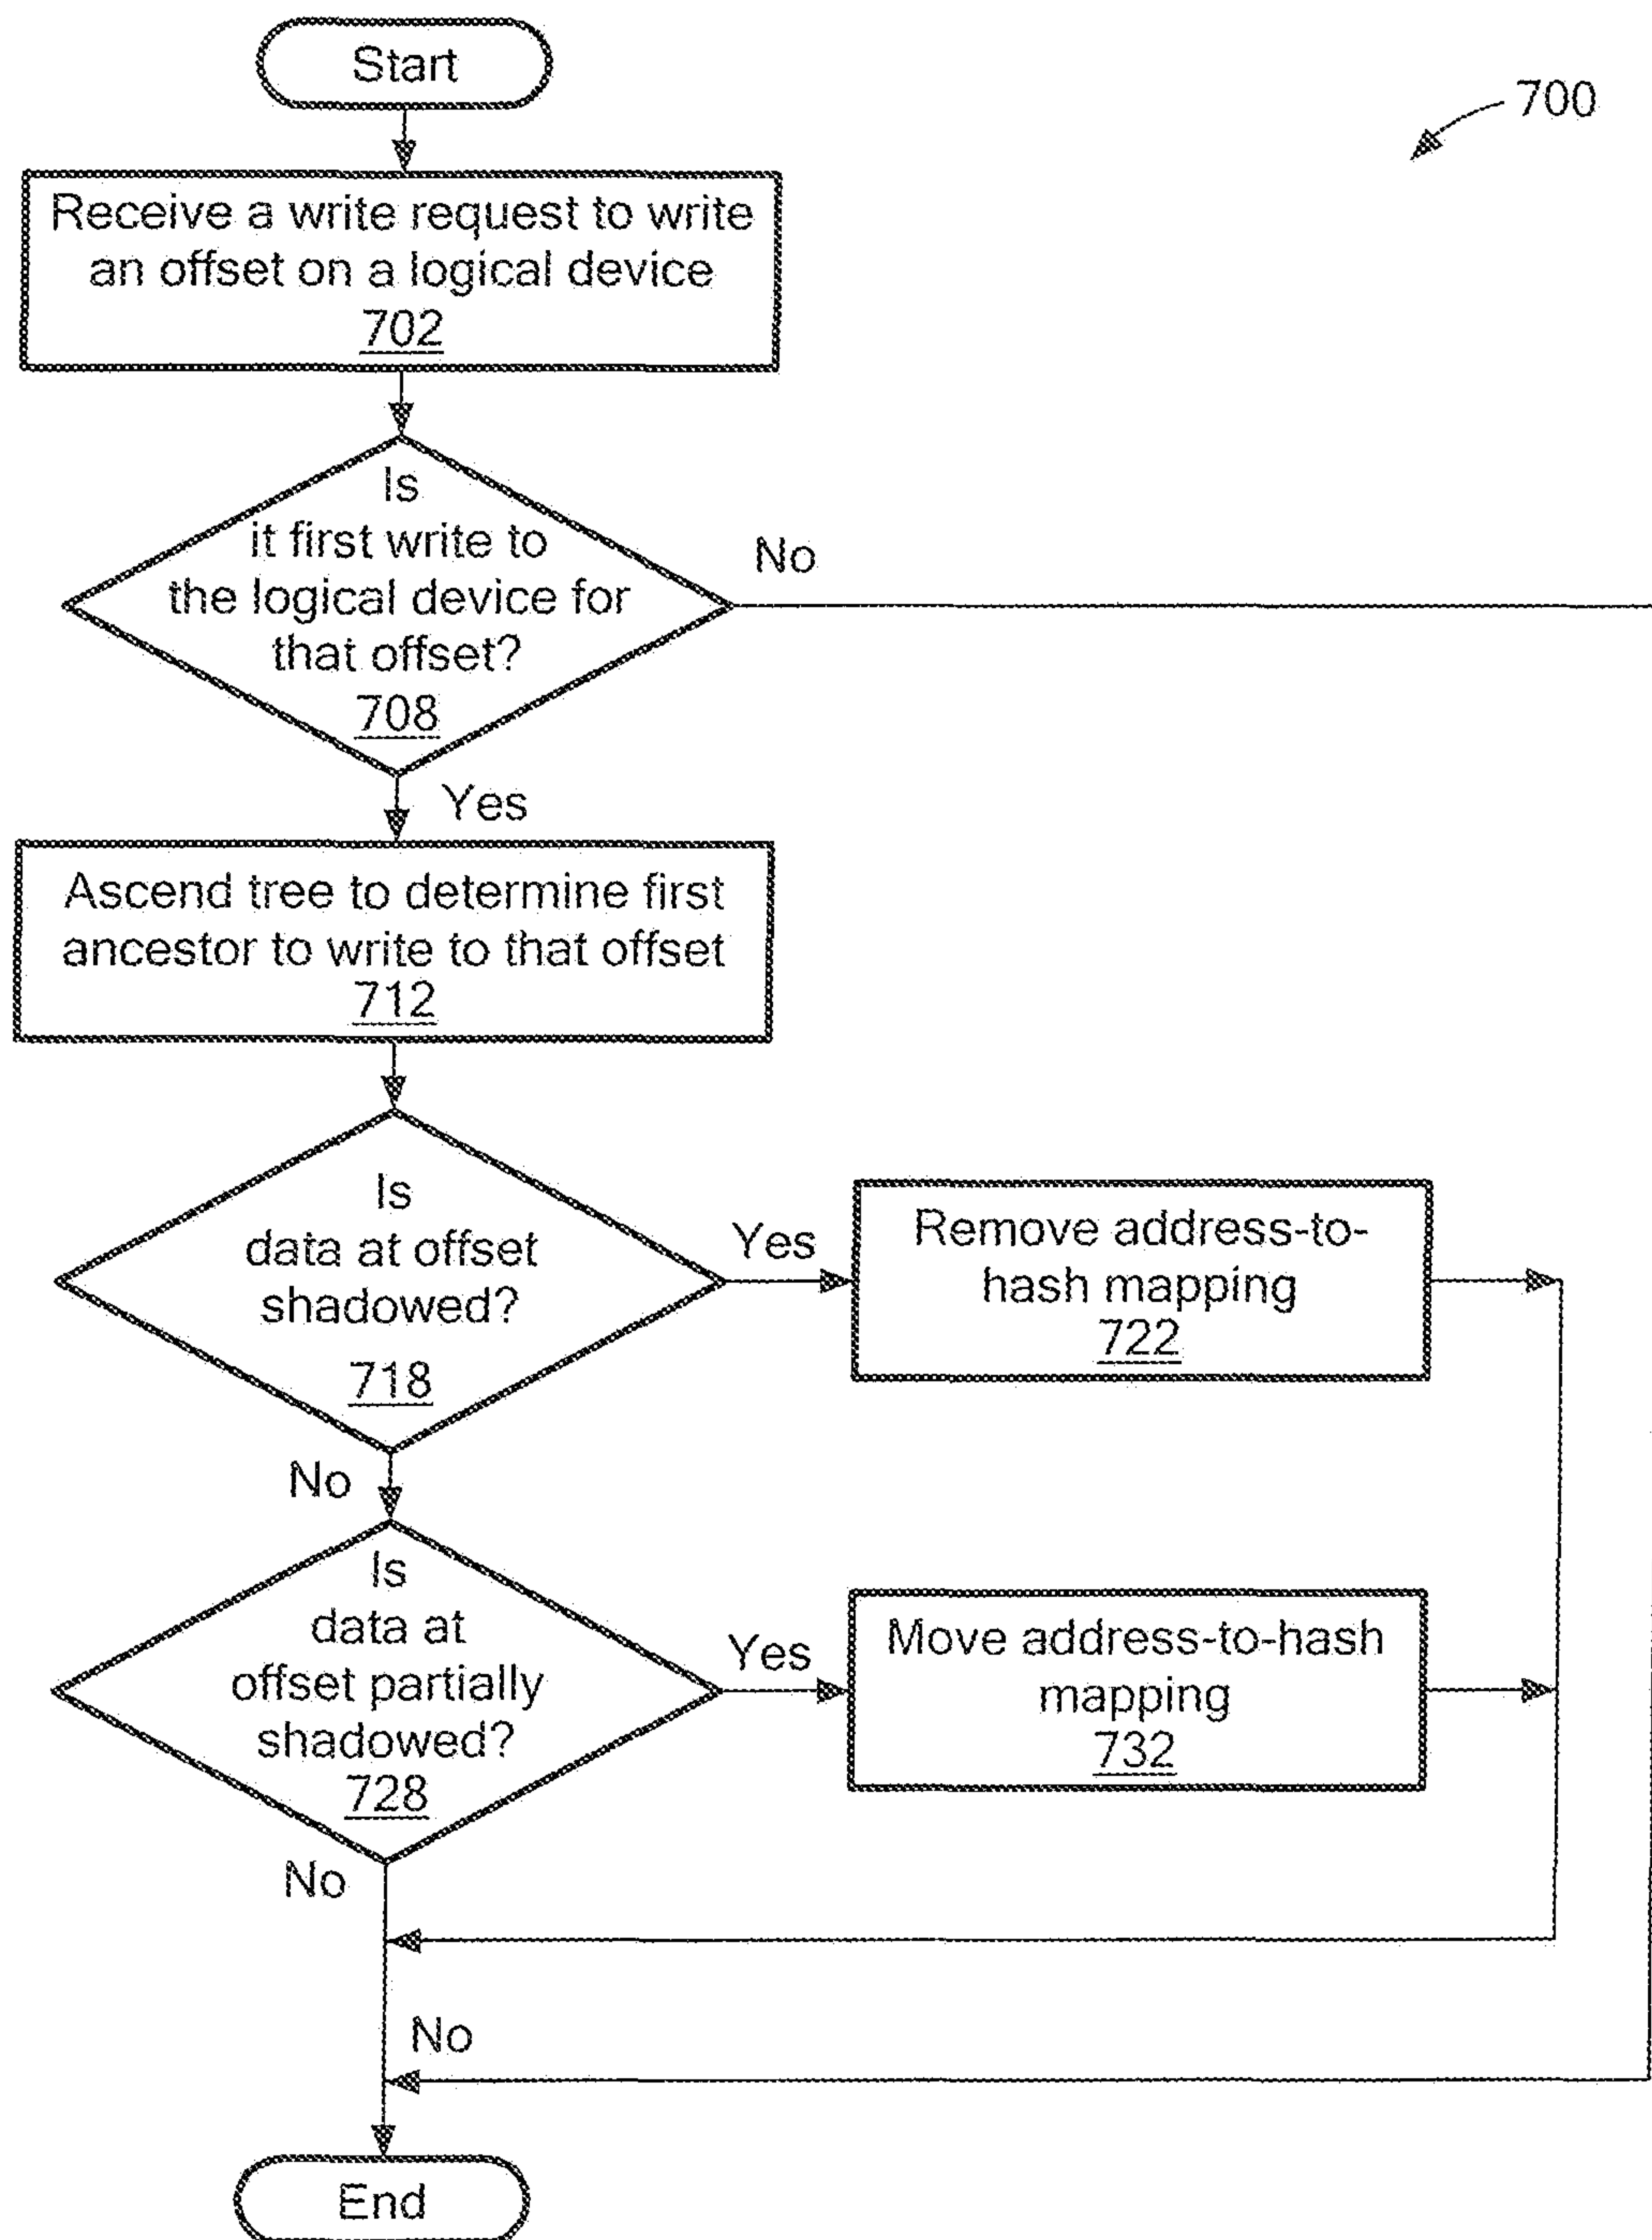 Start
700
Receive a write request to write
an offset on a logical device
702
Is
it first write to
the logical device for
that offset?
708
No
Yes
Ascend tree to determine first
ancestor to write to that offset
712
Is
data at offset
shadowed?
718
Yes
Remove address-to-
hash mapping
722
No
Is
data at
offset partially
shadowed?
728
Yes
Move address-to-hash
mapping
732
No
No
End